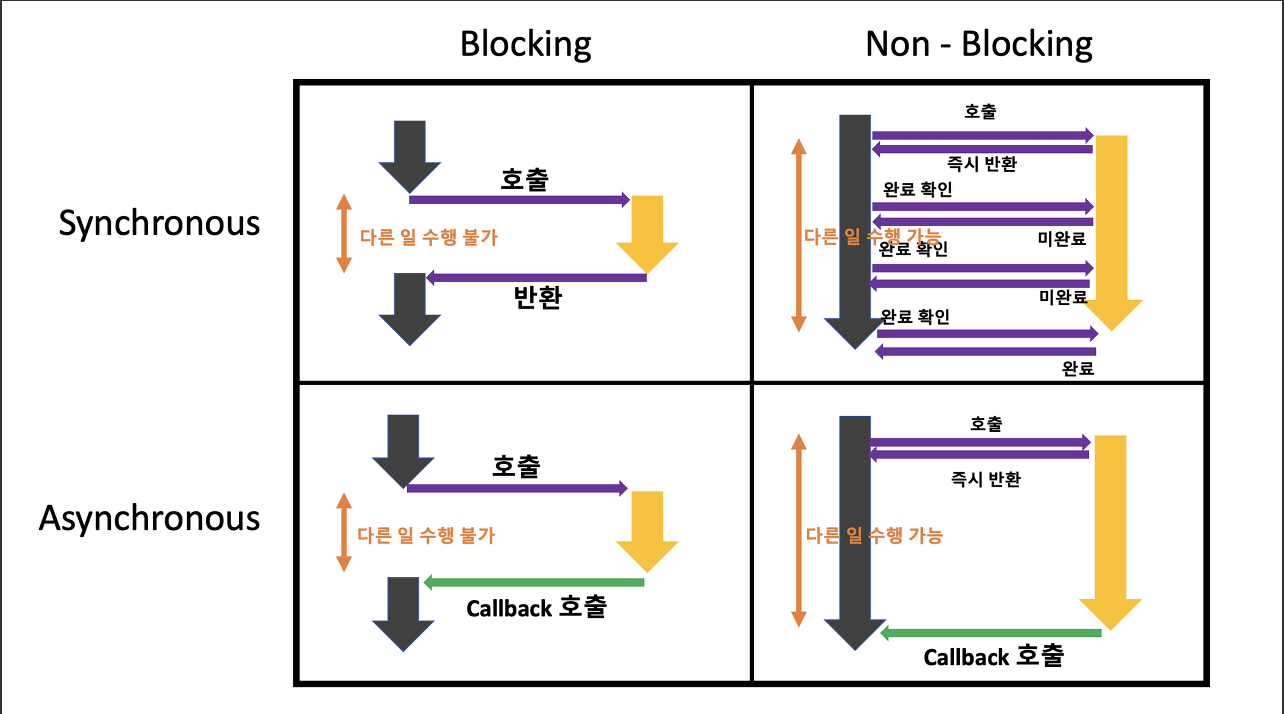 Blocking
Non - Blocking
Synchronous
호출
다른 일 수행 불가
반환
호출
즉시 반환
완료 확인
미완료
다른 일 수행 가능
완료 확인
미완료
완료 확인
완료
Asynchronous
호출
다른 일 수행 불가
Callback 호출
호출
즉시 반환
다른 일 수행 가능
Callback 호출